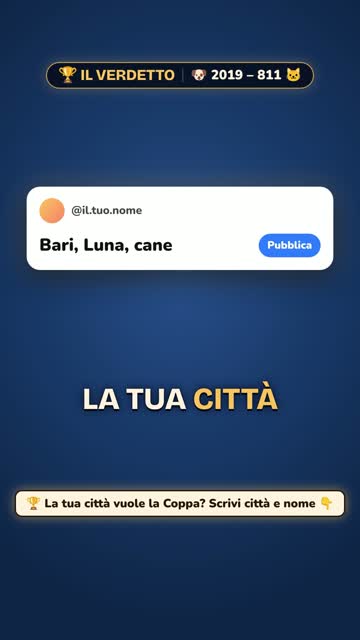 🏆 IL VERDETTO | 🐶 2019 – 811 🐱
@il.tuo.nome
Bari, Luna, cane
Pubblica
LA TUA CITTÀ
🏆 La tua città vuole la Coppa? Scrivi città e nome 👇